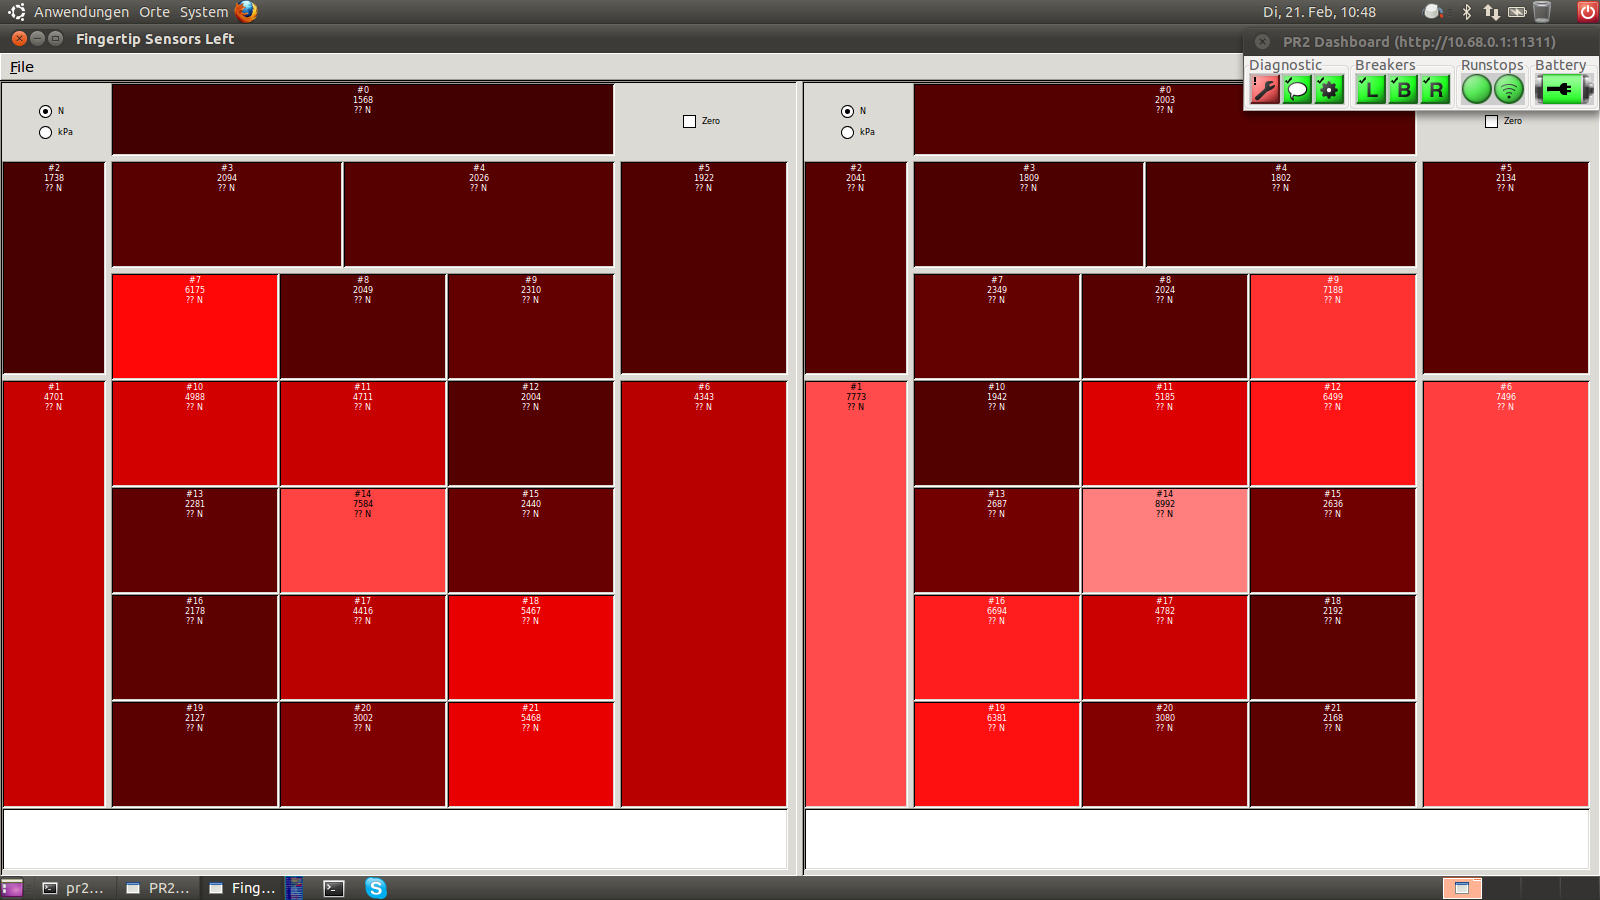 Anwendungen Orte System
Di, 21. Feb, 10:48
Fingertip Sensors Left
PR2 Dashboard (http://10.68.0.1:11311)
File
Diagnostic Breakers Runstops Battery
L B R
N
kPa
#0
1568
?? N
Zero
#2
1738
?? N
#3
2094
?? N
#4
2026
?? N
#5
1922
?? N
#7
6175
?? N
#8
2049
?? N
#9
2310
?? N
#1
4701
?? N
#10
4988
?? N
#11
4711
?? N
#12
2004
?? N
#6
4343
?? N
#13
2281
?? N
#14
7584
?? N
#15
2440
?? N
#16
2178
?? N
#17
4416
?? N
#18
5467
?? N
#19
2127
?? N
#20
3002
?? N
#21
5468
?? N
N
kPa
#0
2003
?? N
Zero
#2
2041
?? N
#3
1809
?? N
#4
1802
?? N
#5
2134
?? N
#7
2349
?? N
#8
2024
?? N
#9
7188
?? N
#1
7773
?? N
#10
1942
?? N
#11
5185
?? N
#12
6499
?? N
#6
7496
?? N
#13
2687
?? N
#14
8992
?? N
#15
2636
?? N
#16
6694
?? N
#17
4782
?? N
#18
2192
?? N
#19
6381
?? N
#20
3080
?? N
#21
2168
?? N
pr2... PR2... Fing...